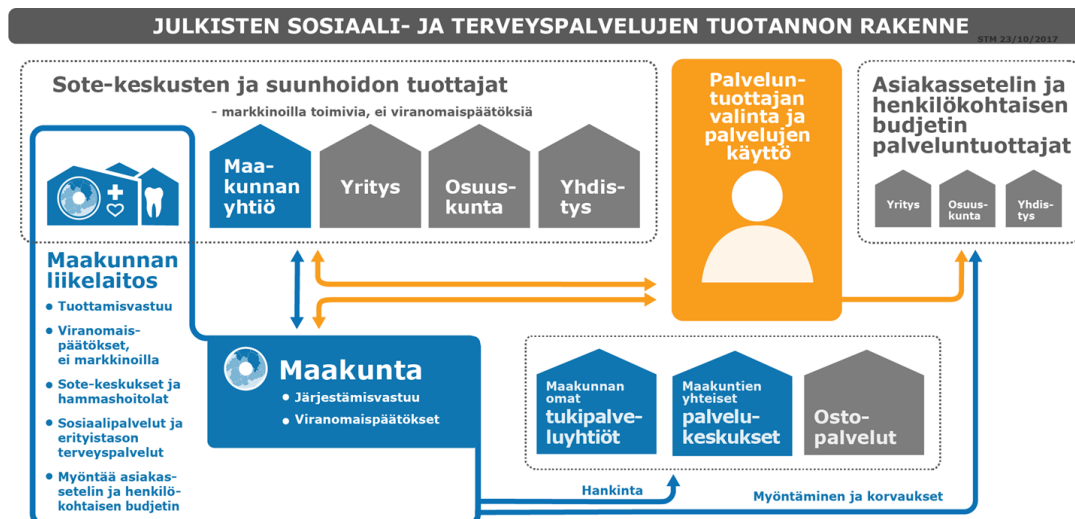 JULKISTEN SOSIAALI- JA TERVEYSPALVELUJEN TUOTANNON RAKENNE
STM 23/10/2017
Sote-keskusten ja suunhoidon tuottajat
– markkinoilla toimivia, ei viranomaispäätöksiä
Maa-
kunnan
yhtiö
Yritys
Osuus-
kunta
Yhdis-
tys
Palvelun-
tuottajan
valinta ja
palvelujen
käyttö
Asiakassetelin ja
henkilökohtaisen
budjetin
palveluntuottajat
Yritys
Osuus-
kunta
Yhdis-
tys
Maakunnan
liikelaitos
• Tuottamisvastuu
• Viranomais-
päätökset,
ei markkinoilla
• Sote-keskukset ja
hammashoitolat
• Sosiaalipalvelut ja
erityistason
terveyspalvelut
• Myöntää asiakas-
setelin ja henkilö-
kohtaisen budjetin
Maakunta
• Järjestämisvastuu
• Viranomaispäätökset
Maakunnan
omat
tukipalve-
luyhtiöt
Maakuntien
yhteiset
palvelu-
keskukset
Osto-
palvelut
Hankinta
Myöntäminen ja korvaukset